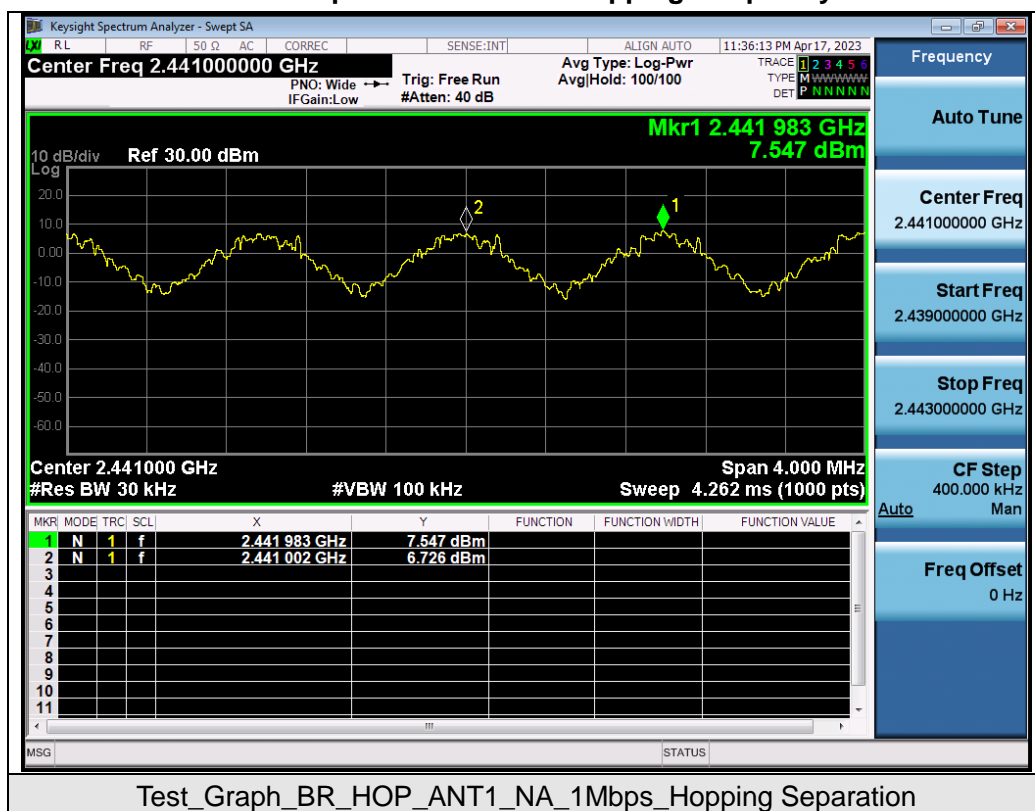 Keysight Spectrum Analyzer - Swept SA
LXI RL RF 50 Ω AC CORREC SENSE:INT ALIGN AUTO 11:36:13 PM Apr 17, 2023
Center Freq 2.441000000 GHz
PNO: Wide
IFGain:Low
Trig: Free Run
#Atten: 40 dB
Avg Type: Log-Pwr
Avg|Hold: 100/100
TRACE 1 2 3 4 5 6
TYPE M WWWWW
DET P N N N N N
Mkr1 2.441 983 GHz
7.547 dBm
10 dB/div Ref 30.00 dBm
Log
20.0
10.0
0.00
-10.0
-20.0
-30.0
-40.0
-50.0
-60.0
2
1
Center 2.441000 GHz Span 4.000 MHz
#Res BW 30 kHz #VBW 100 kHz Sweep 4.262 ms (1000 pts)
MKR MODE TRC SCL X Y FUNCTION FUNCTION WIDTH FUNCTION VALUE
1 N 1 f 2.441 983 GHz 7.547 dBm
2 N 1 f 2.441 002 GHz 6.726 dBm
3
4
5
6
7
8
9
10
11
MSG STATUS
Frequency
Auto Tune
Center Freq
2.441000000 GHz
Start Freq
2.439000000 GHz
Stop Freq
2.443000000 GHz
CF Step
400.000 kHz
Auto Man
Freq Offset
0 Hz
Test_Graph_BR_HOP_ANT1_NA_1Mbps_Hopping Separation